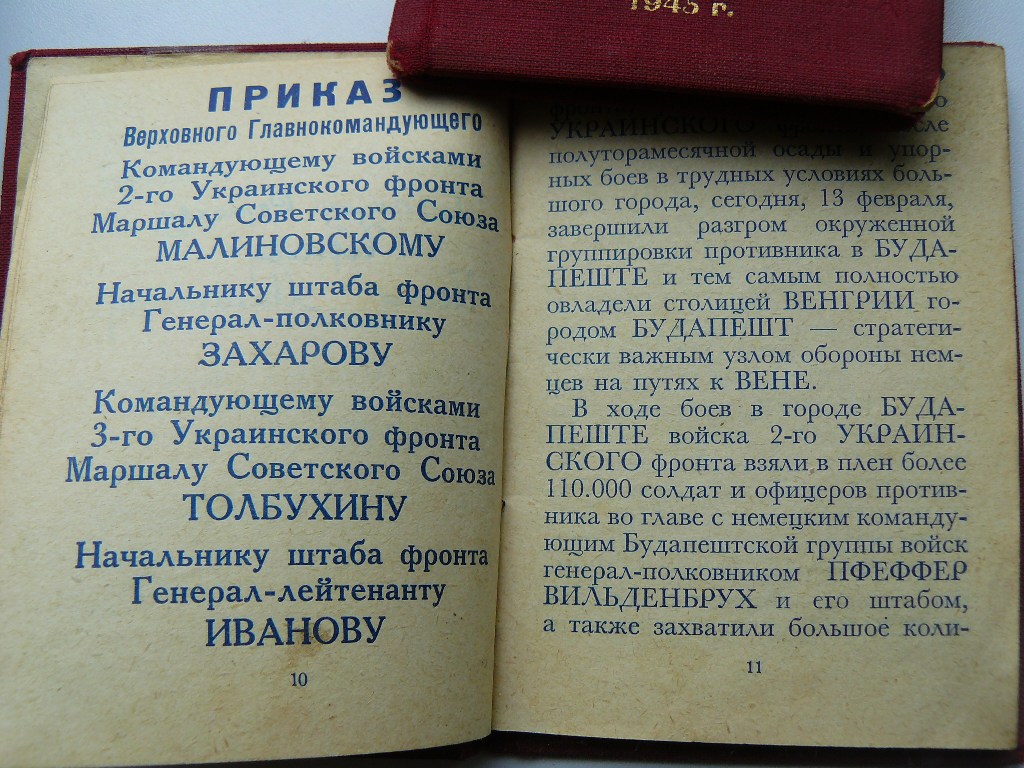 1945 г.
ПРИКАЗ
Верховного Главнокомандующего
Командующему войсками
2-го Украинского фронта
Маршалу Советского Союза
МАЛИНОВСКОМУ
Начальнику штаба фронта
Генерал-полковнику
ЗАХАРОВУ
Командующему войсками
3-го Украинского фронта
Маршалу Советского Союза
ТОЛБУХИНУ
Начальнику штаба фронта
Генерал-лейтенанту
ИВАНОВУ
10
УКРАИНСКОГО
полуторамесячной осады и упор-
ных боев в трудных условиях боль-
шого города, сегодня, 13 февраля,
завершили разгром окруженной
группировки противника в БУДА-
ПЕШТЕ и тем самым полностью
овладели столицей ВЕНГРИИ го-
родом БУДАПЕШТ — стратеги-
чески важным узлом обороны нем-
цев на путях к ВЕНЕ.
В ходе боев в городе БУДА-
ПЕШТЕ войска 2-го УКРАИН-
СКОГО фронта взяли в плен более
110.000 солдат и офицеров против-
ника во главе с немецким команду-
ющим Будапештской группы войск
генерал-полковником ПФЕФФЕР
ВИЛЬДЕНБРУХ и его штабом,
а также захватили большое коли-
11